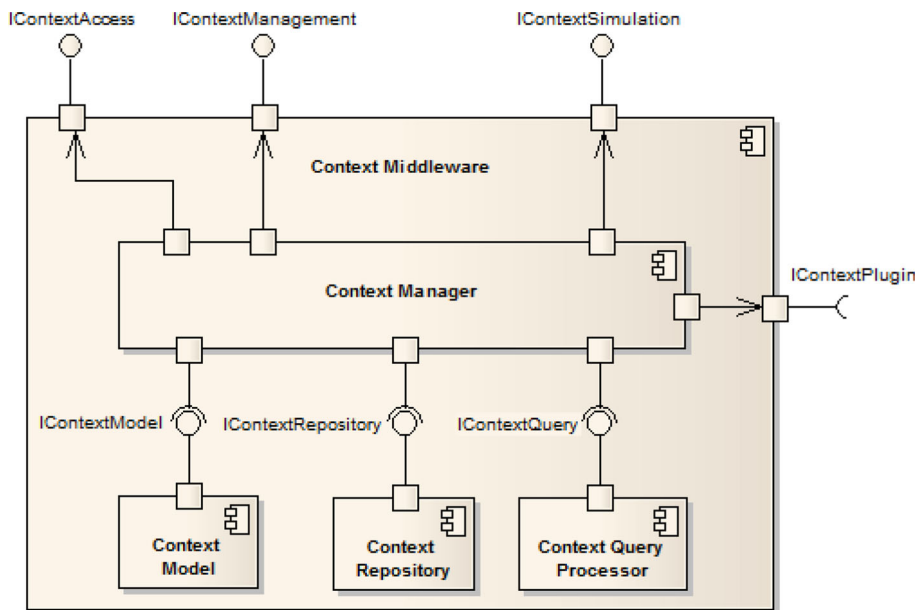 IContextAccess
IContextManagement
IContextSimulation
Context Middleware
Context Manager
IContextPlugin
IContextModel
IContextRepository
IContextQuery
Context
Model
Context
Repository
Context Query
Processor